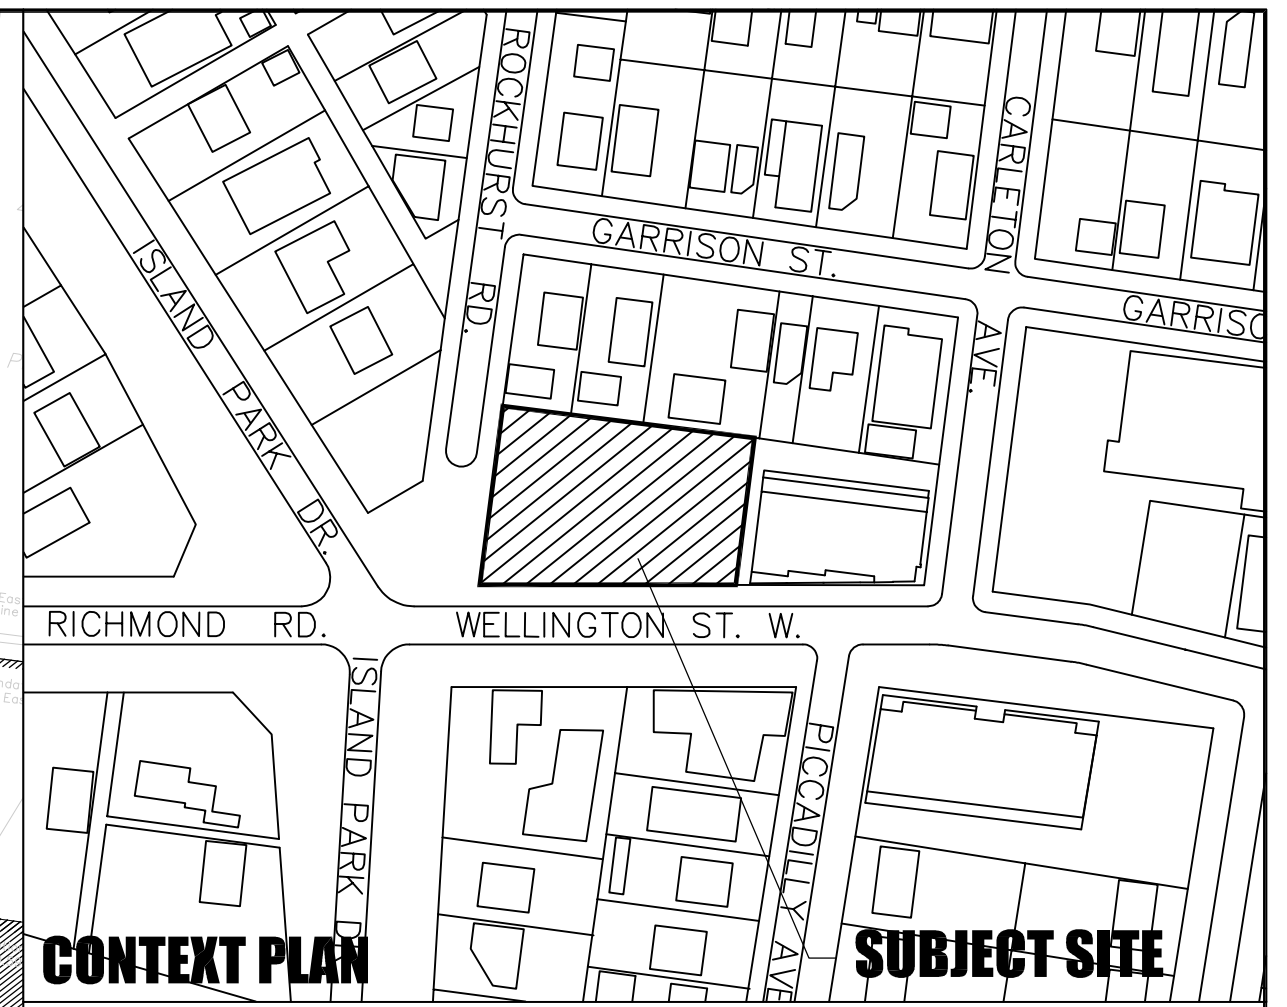 ROCKHURST RD.
CARLETON AVE.
GARRISON ST.
GARRISO
ISLAND PARK DR.
RICHMOND RD.
WELLINGTON ST. W.
ISLAND PARK D
PICCADILLY AVE
CONTEXT PLAN
SUBJECT SITE